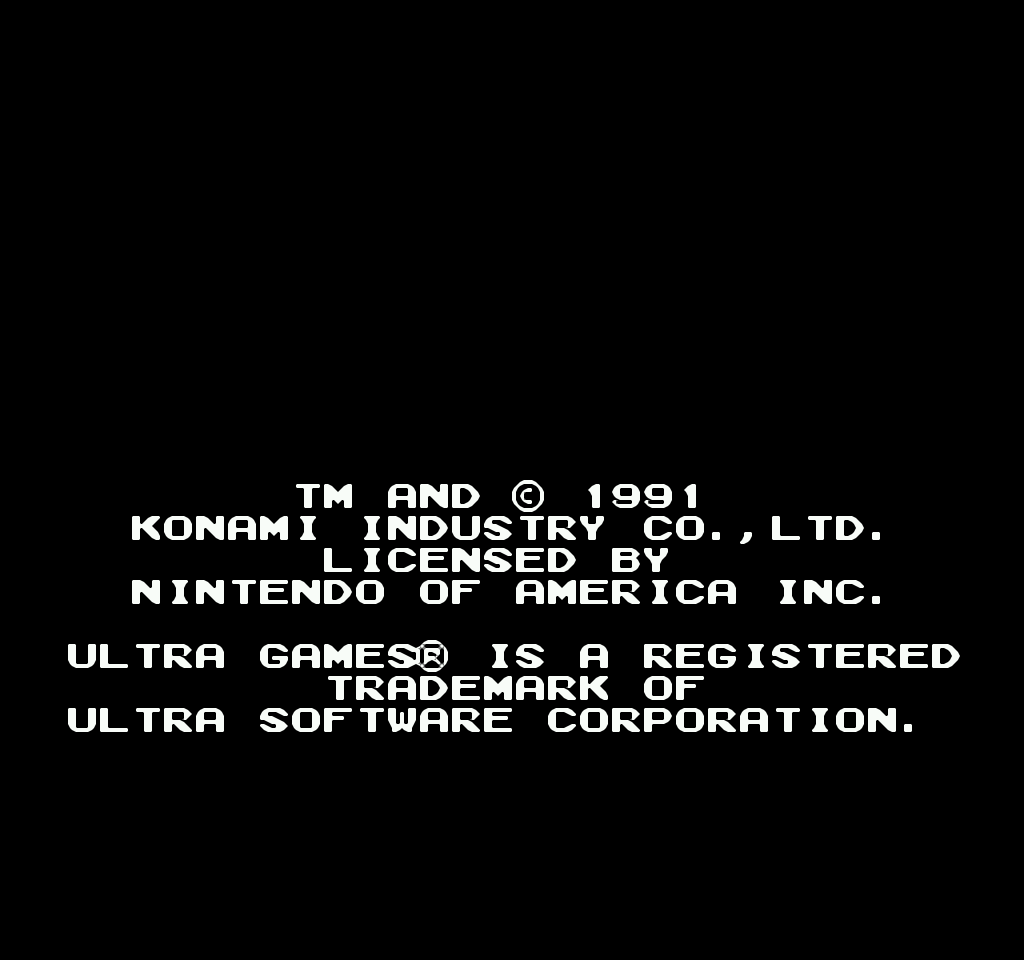 TM AND © 1991
KONAMI INDUSTRY CO.,LTD.
LICENSED BY
NINTENDO OF AMERICA INC.
ULTRA GAMES® IS A REGISTERED
TRADEMARK OF
ULTRA SOFTWARE CORPORATION.